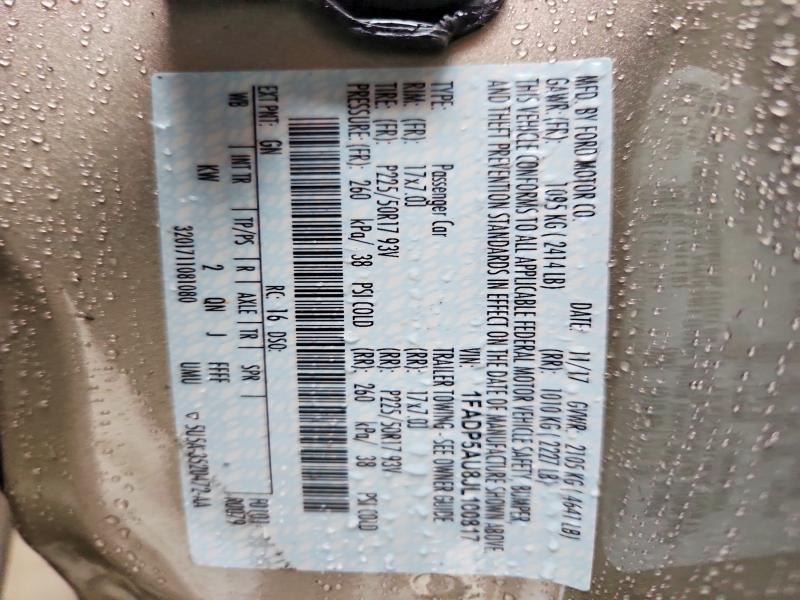 MFD. BY FORD MOTOR CO.
DATE: 11/17 GVWR: 2105 KG/ 4641 LB)
GAWR: (FR): 1095 KG (2414 LB) (RR): 1010 KG (2227 LB)
THIS VEHICLE CONFORMS TO ALL APPLICABLE FEDERAL MOTOR VEHICLE SAFETY, BUMPER,
AND THEFT PREVENTION STANDARDS IN EFFECT ON THE DATE OF MANUFACTURE SHOWN ABOVE.
VIN: 1FADP5AU8JL100817
TYPE: Passenger Car TRAILER TOWING - SEE OWNER GUIDE
RIM: (FR): 17x7.0J (RR): 17x7.0J
TIRE: (FR): P225/50R17 93V (RR): P225/50R17 93V
PRESSURE (FR): 260 kPa/ 38 PSI COLD (RR): 260 kPa/ 38 PSI COLD
EXT PNT: GN RC: 16 DSO:
WB INT TR TP/PS R AXLE TR SPR
KW 2 QN J FFFF UMU
320171081080 ▽ 5U5A-3520472-AA